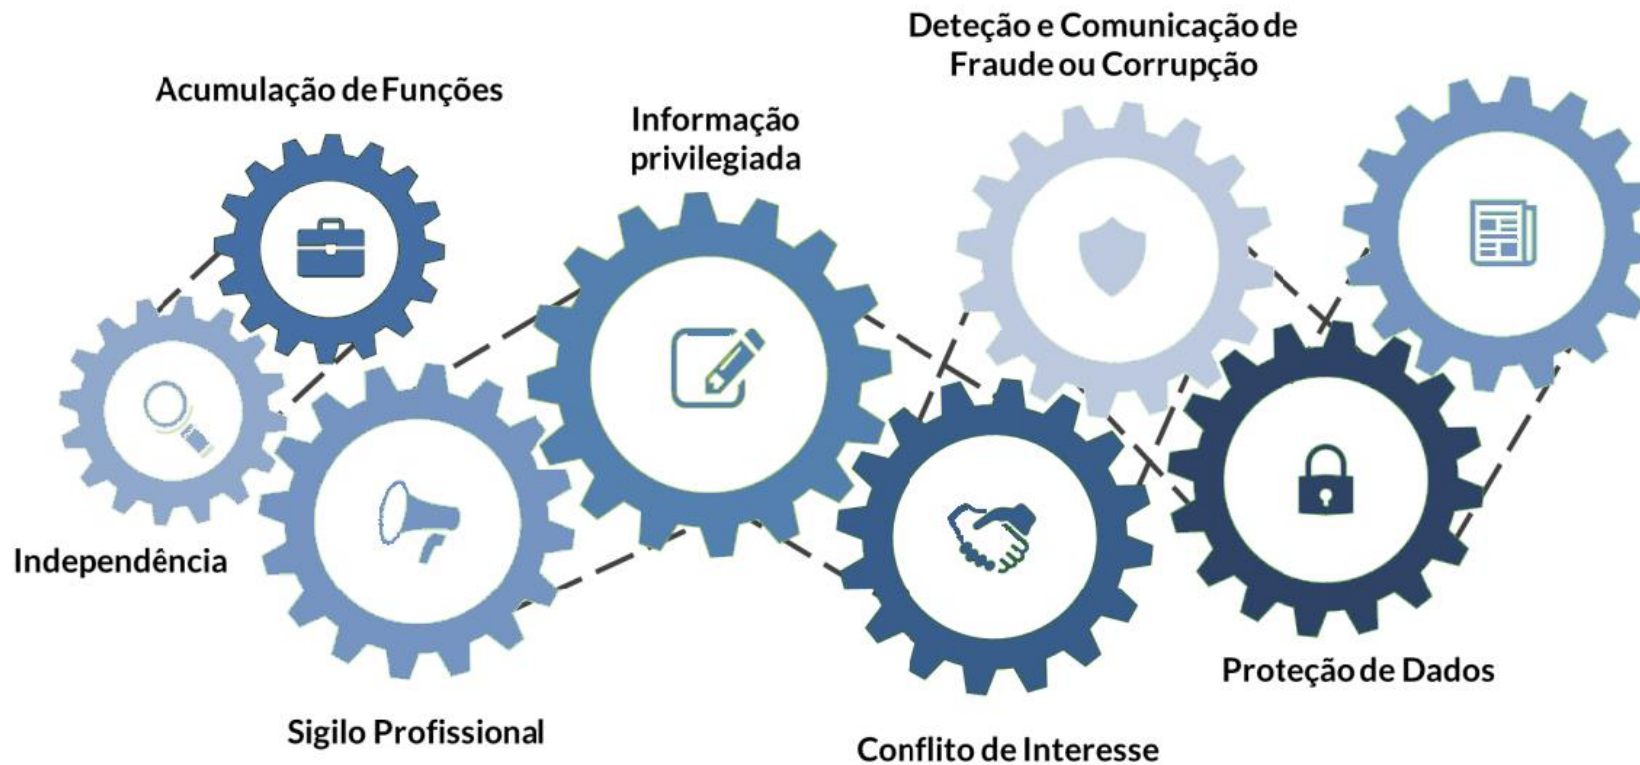 Deteção e Comunicação de
Fraude ou Corrupção
Acumulação de Funções
Informação
privilegiada
Independência
Proteção de Dados
Sigilo Profissional
Conflito de Interesse